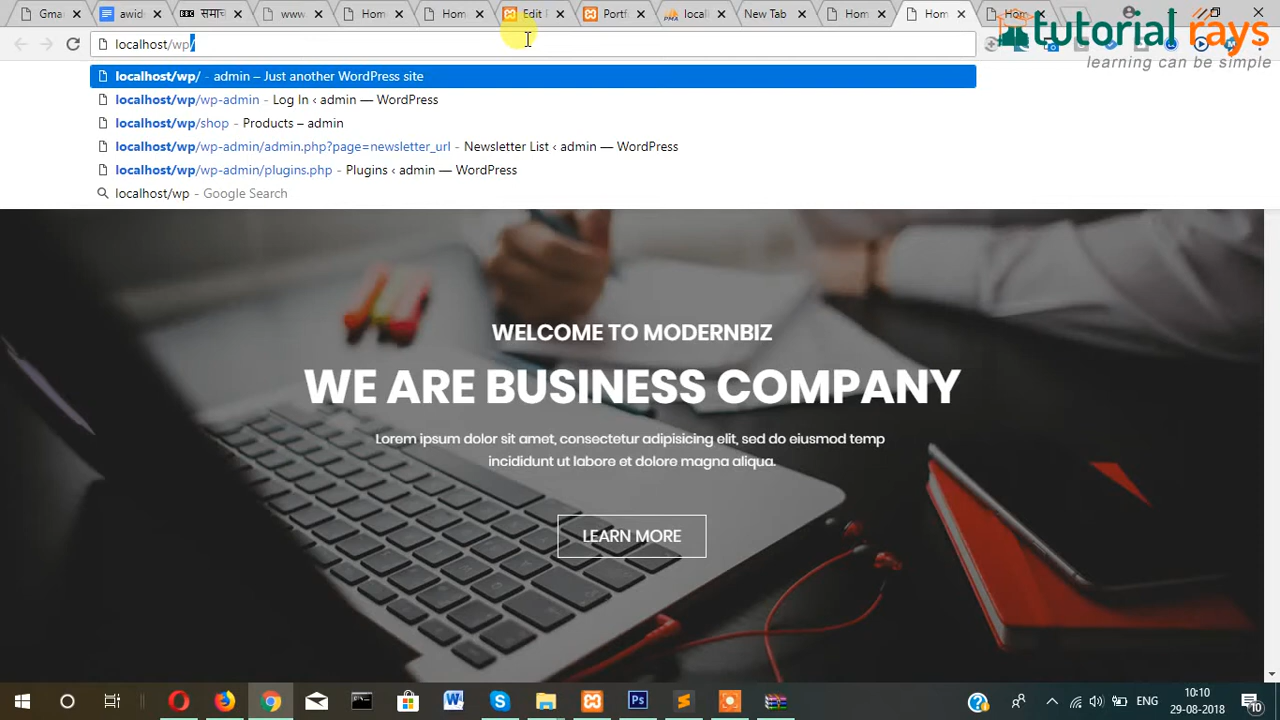 Gma
awid
समाच
www
Hom
Hom
Edit
Portf
locali
New Tab
Hom
Hom
Hom
tutorial rays
learning can be simple
localhost/wp/
localhost/wp/ - admin – Just another WordPress site
localhost/wp/wp-admin - Log In ‹ admin — WordPress
localhost/wp/shop - Products – admin
localhost/wp/wp-admin/admin.php?page=newsletter_url - Newsletter List ‹ admin — WordPress
localhost/wp/wp-admin/plugins.php - Plugins ‹ admin — WordPress
localhost/wp - Google Search
WELCOME TO MODERNBIZ
WE ARE BUSINESS COMPANY
Lorem ipsum dolor sit amet, consectetur adipisicing elit, sed do eiusmod temp
incididunt ut labore et dolore magna aliqua.
LEARN MORE
ENG
10:10
29-08-2018
10